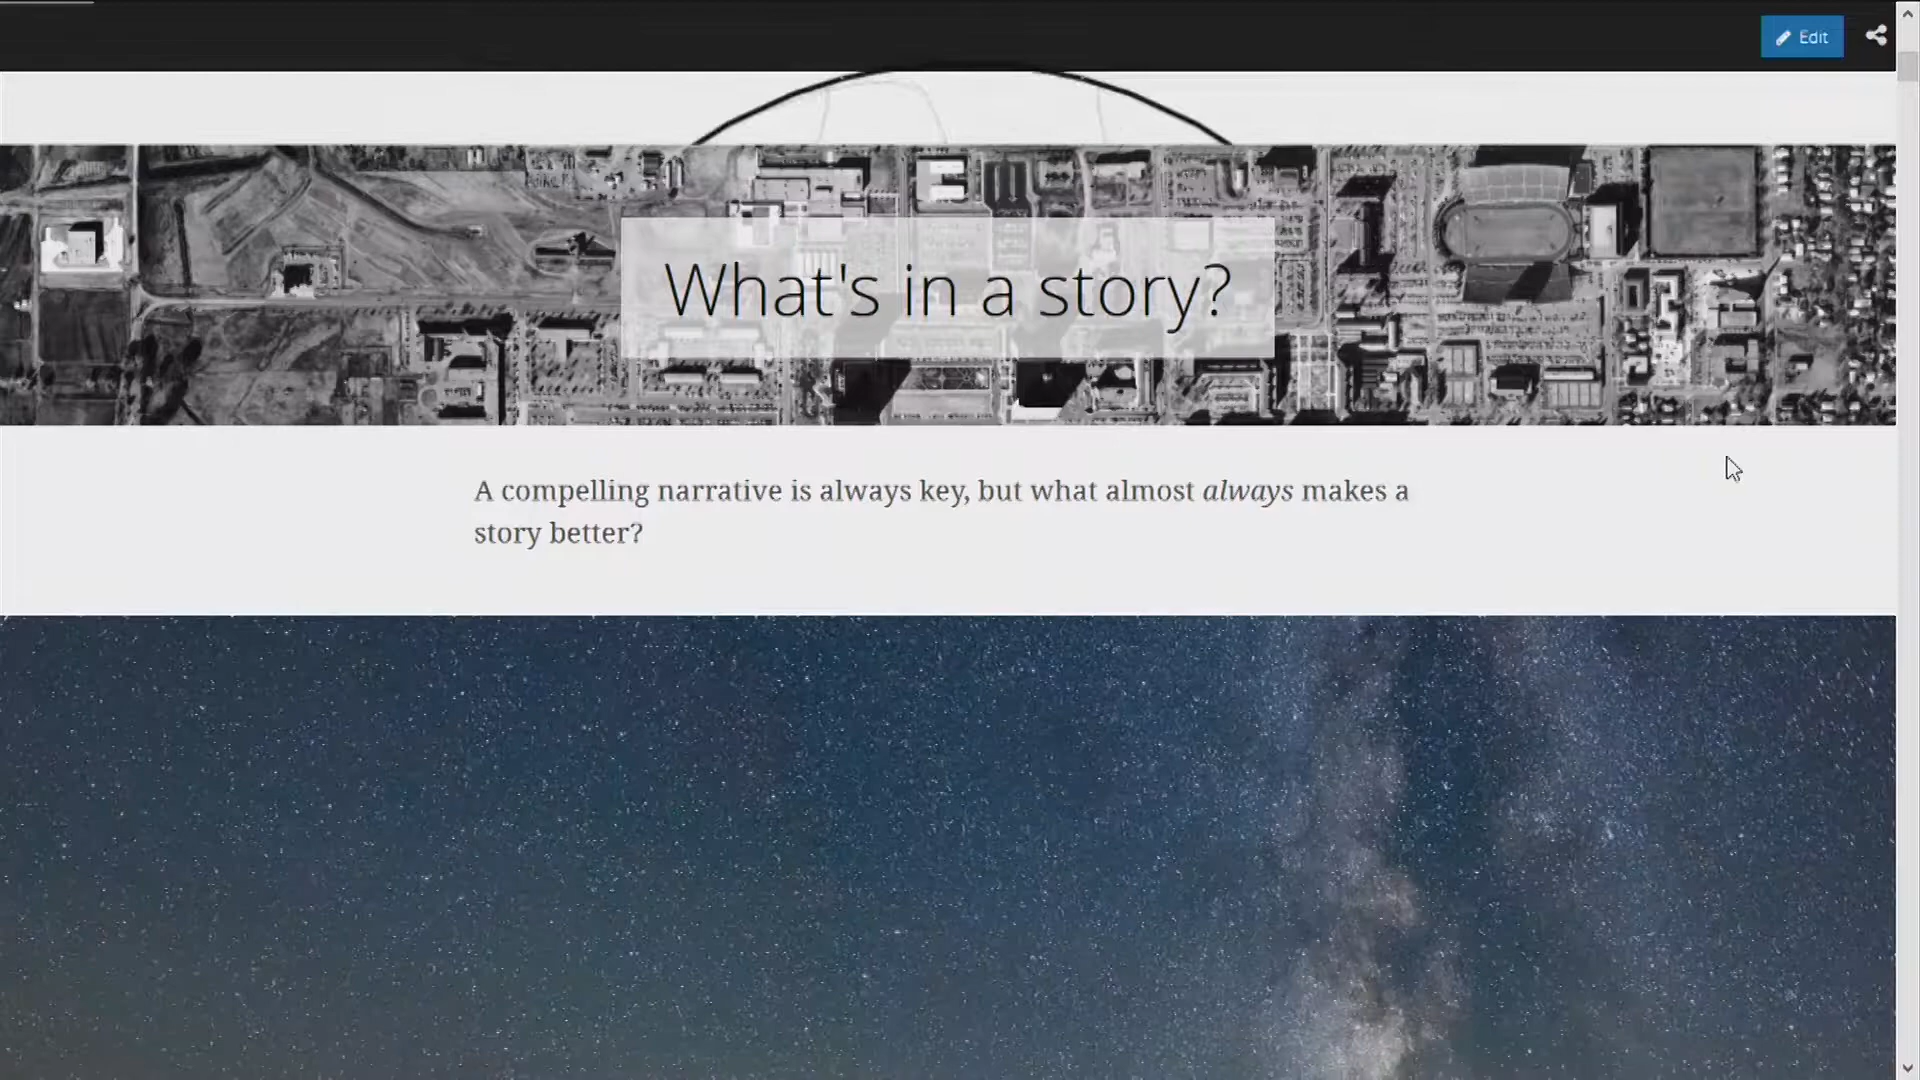 Edit
What's in a story?
A compelling narrative is always key, but what almost always makes a
story better?